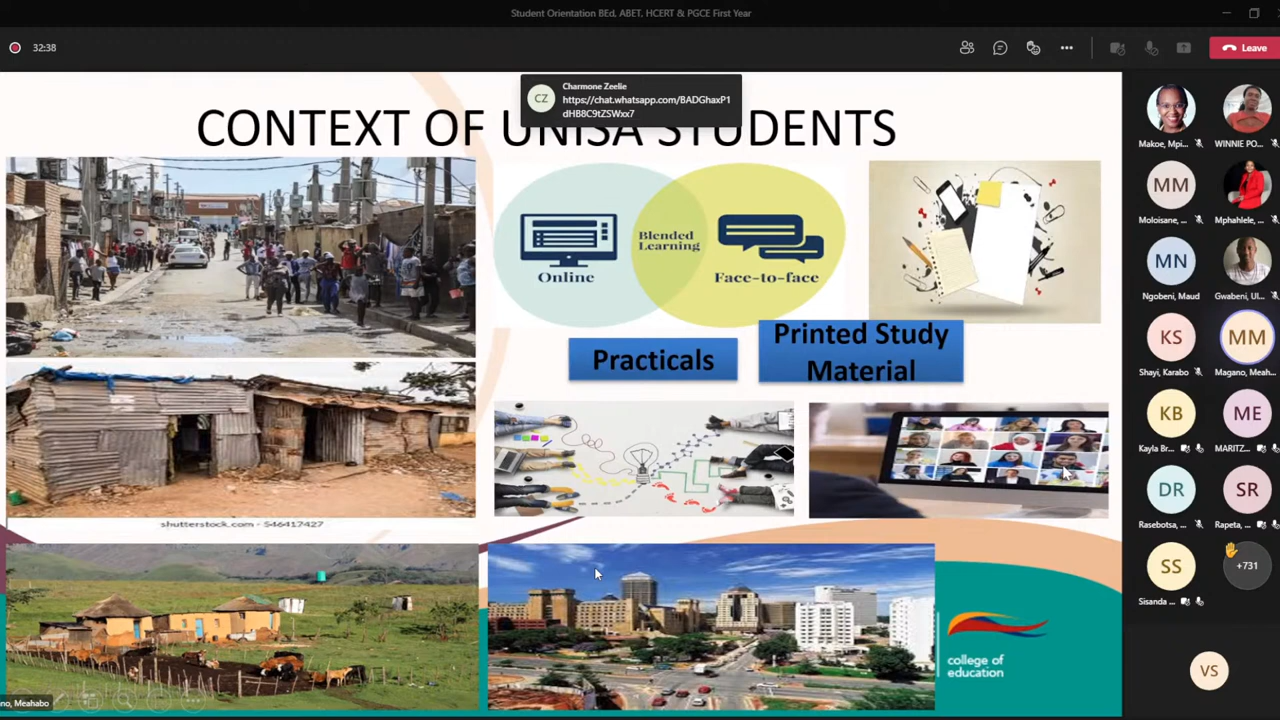 Student Orientation BEd, ABET, HCERT & PGCE First Year
32:38
Leave
Charmone Zeelie
CZ
https://chat.whatsapp.com/BADGhaxP1
dHB8C9tZSWxx7
CONTEXT OF UNISA STUDENTS
Online
Blended
Learning
Face-to-face
Practicals
Printed Study
Material
shutterstock.com · 546417427
college of
education
ano, Meahabo
Makoe, Mpi...
WINNIE PO...
MM
Moloisane, ...
Mphahlele, ...
MN
Ngobeni, Maud
Gwabeni, Ul...
KS
Shayi, Karabo
MM
Magano, Meah...
KB
Kayla Br...
ME
MARITZ...
DR
Rasebotsa, ...
SR
Rapeta, ...
SS
Sisanda ...
+731
VS